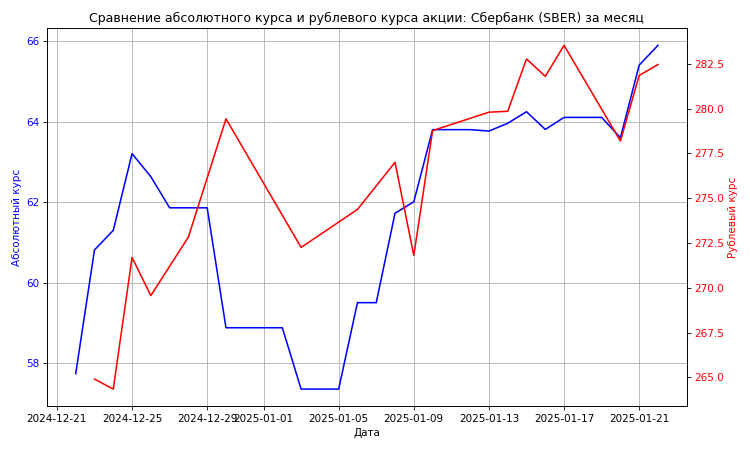 Сравнение абсолютного курса и рублевого курса акции: Сбербанк (SBER) за месяц
Абсолютный курс
66
64
62
60
58
282.5
280.0
277.5
275.0
272.5
270.0
267.5
265.0
Рублевый курс
2024-12-21 2024-12-25 2024-12-29 2025-01-01 2025-01-05 2025-01-09 2025-01-13 2025-01-17 2025-01-21
Дата